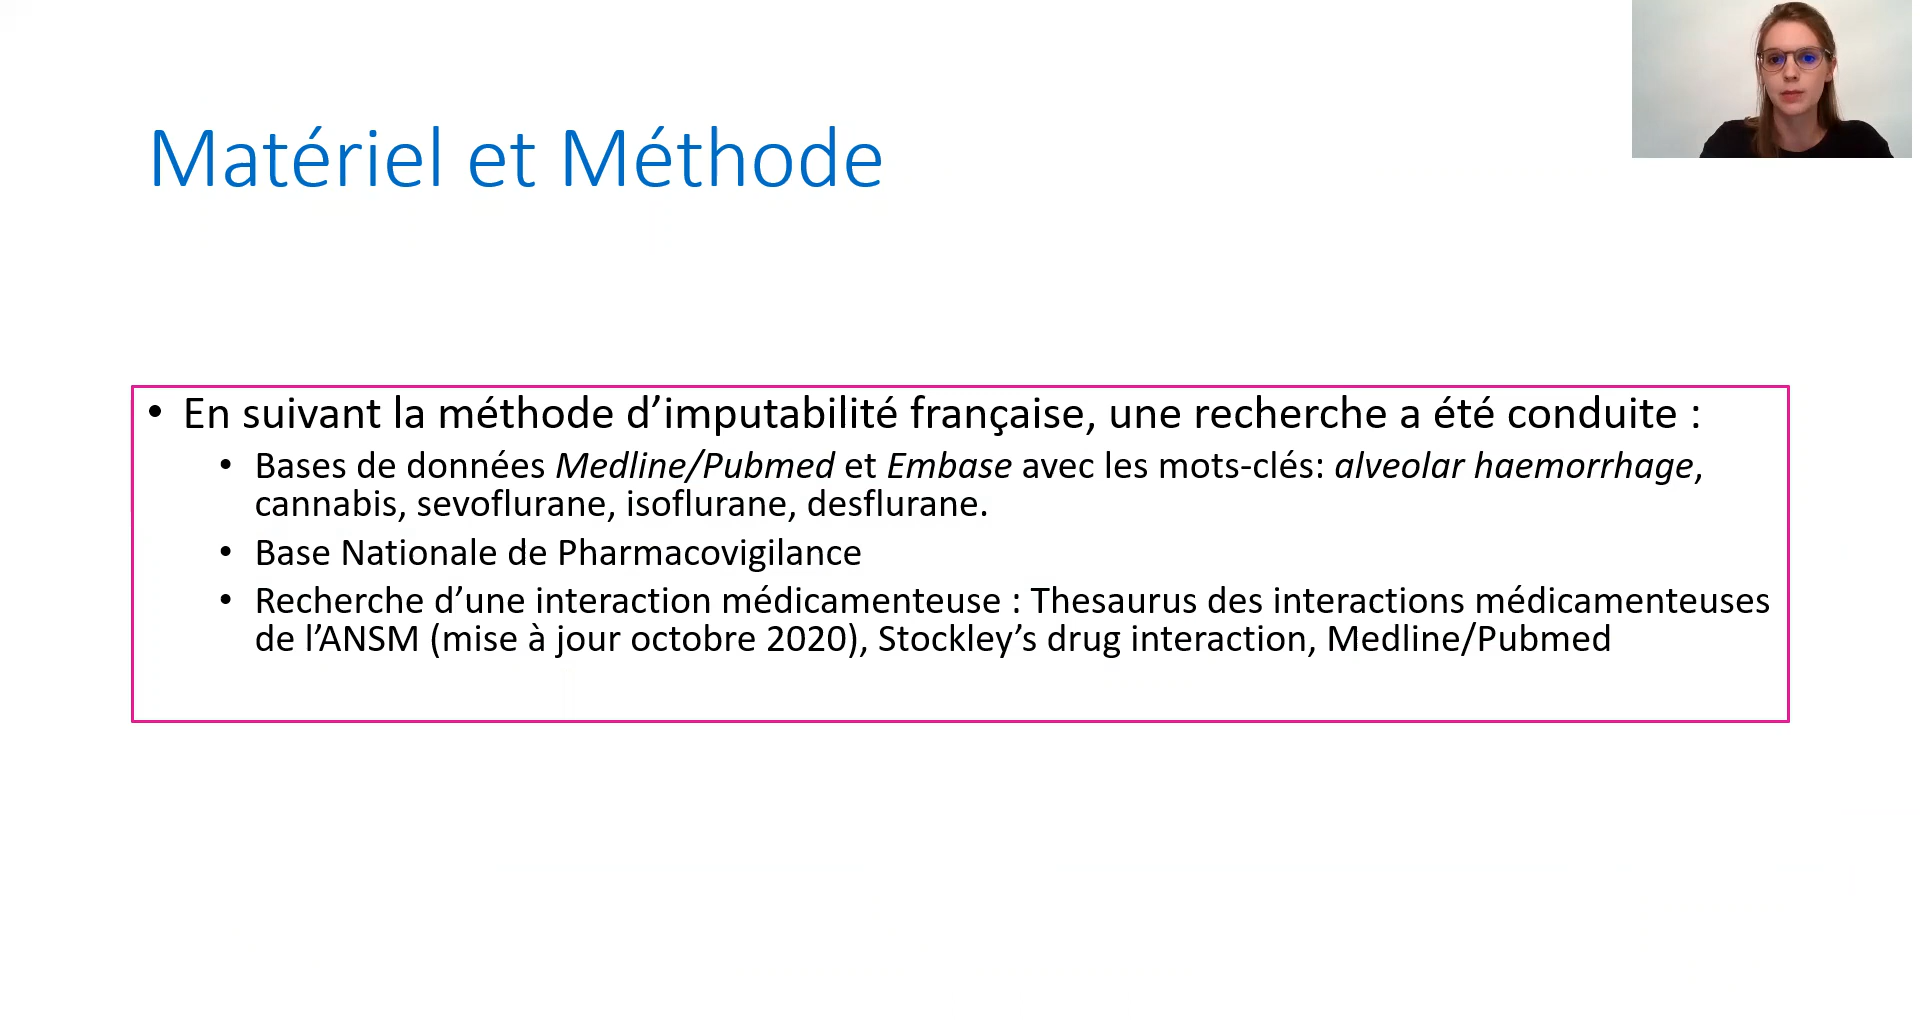 Matériel et Méthode
• En suivant la méthode d’imputabilité française, une recherche a été conduite :
• Bases de données Medline/Pubmed et Embase avec les mots-clés: alveolar haemorrhage,
cannabis, sevoflurane, isoflurane, desflurane.
• Base Nationale de Pharmacovigilance
• Recherche d’une interaction médicamenteuse : Thesaurus des interactions médicamenteuses
de l’ANSM (mise à jour octobre 2020), Stockley’s drug interaction, Medline/Pubmed